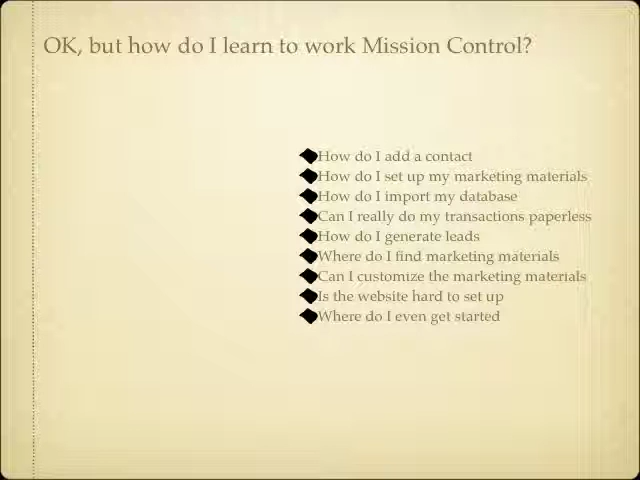 OK, but how do I learn to work Mission Control?
How do I add a contact
How do I set up my marketing materials
How do I import my database
Can I really do my transactions paperless
How do I generate leads
Where do I find marketing materials
Can I customize the marketing materials
Is the website hard to set up
Where do I even get started